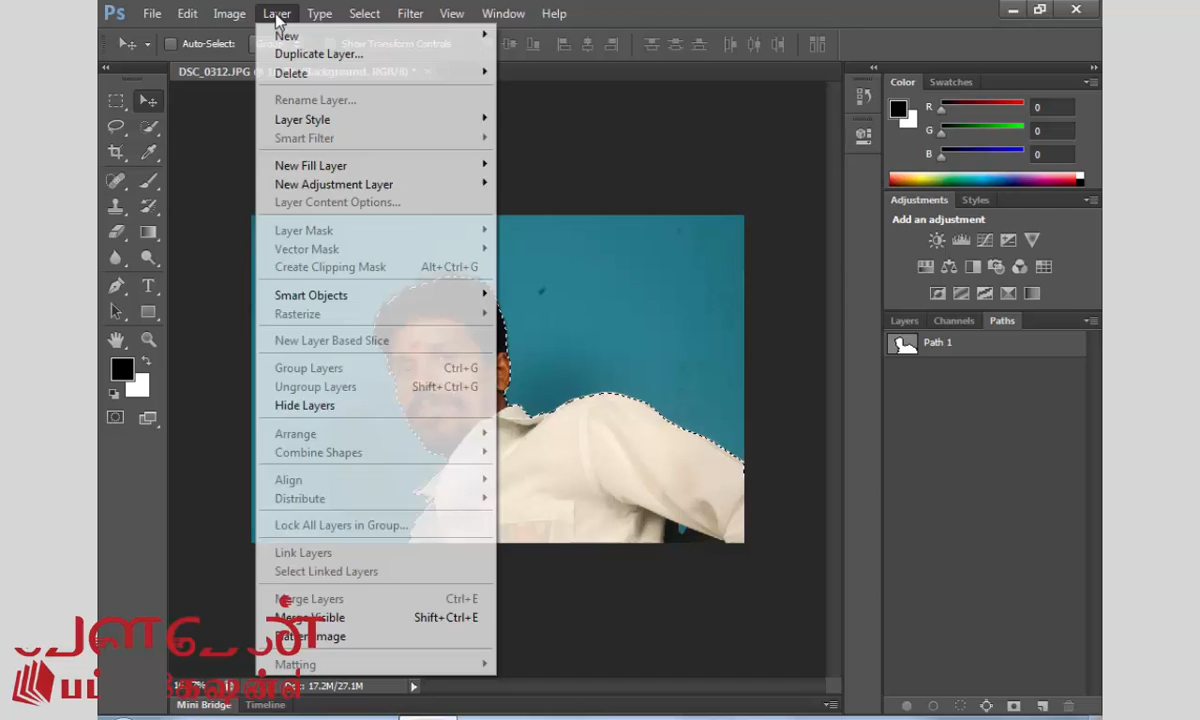 Ps File Edit Image Layer Type Select Filter View Window Help
Auto-Select:
Show Transform Controls
DSC_0312.JPG @
Background, RGB/8) * ×
New
Duplicate Layer...
Delete
Rename Layer...
Layer Style
Smart Filter
New Fill Layer
New Adjustment Layer
Layer Content Options...
Layer Mask
Vector Mask
Create Clipping Mask Alt+Ctrl+G
Smart Objects
Rasterize
New Layer Based Slice
Group Layers Ctrl+G
Ungroup Layers Shift+Ctrl+G
Hide Layers
Arrange
Combine Shapes
Align
Distribute
Lock All Layers in Group...
Link Layers
Select Linked Layers
Merge Layers Ctrl+E
Merge Visible Shift+Ctrl+E
Flatten Image
Matting
Color Swatches
R 0
G 0
B 0
Adjustments Styles
Add an adjustment
Layers Channels Paths
Path 1
Doc: 17.2M/27.1M
Mini Bridge Timeline